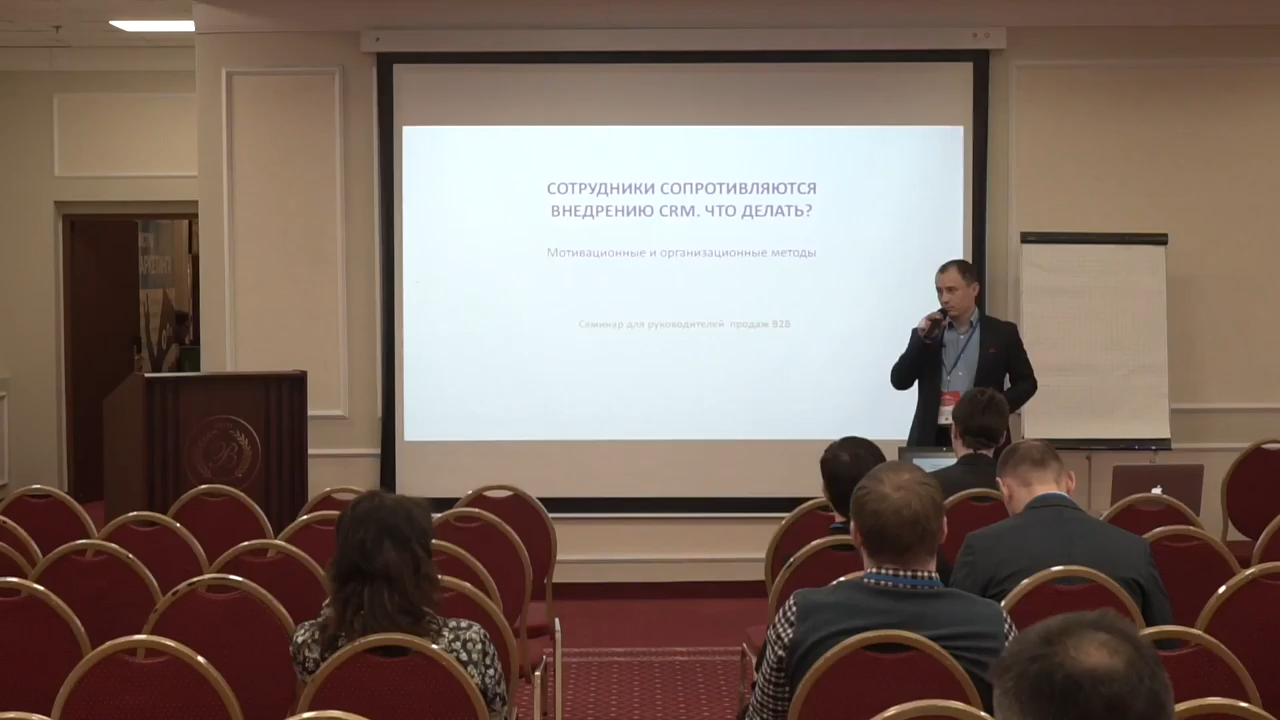 СОТРУДНИКИ СОПРОТИВЛЯЮТСЯ
ВНЕДРЕНИЮ CRM. ЧТО ДЕЛАТЬ?
Мотивационные и организационные методы
Семинар для руководителей продаж B2B